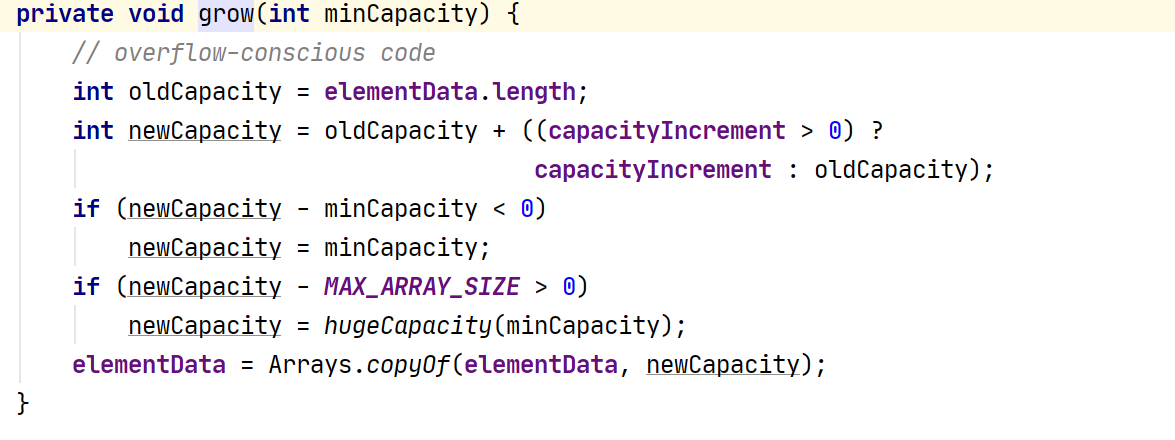 private void grow(int minCapacity) {
    // overflow-conscious code
    int oldCapacity = elementData.length;
    int newCapacity = oldCapacity + ((capacityIncrement > 0) ?
                                     capacityIncrement : oldCapacity);
    if (newCapacity - minCapacity < 0)
        newCapacity = minCapacity;
    if (newCapacity - MAX_ARRAY_SIZE > 0)
        newCapacity = hugeCapacity(minCapacity);
    elementData = Arrays.copyOf(elementData, newCapacity);
}